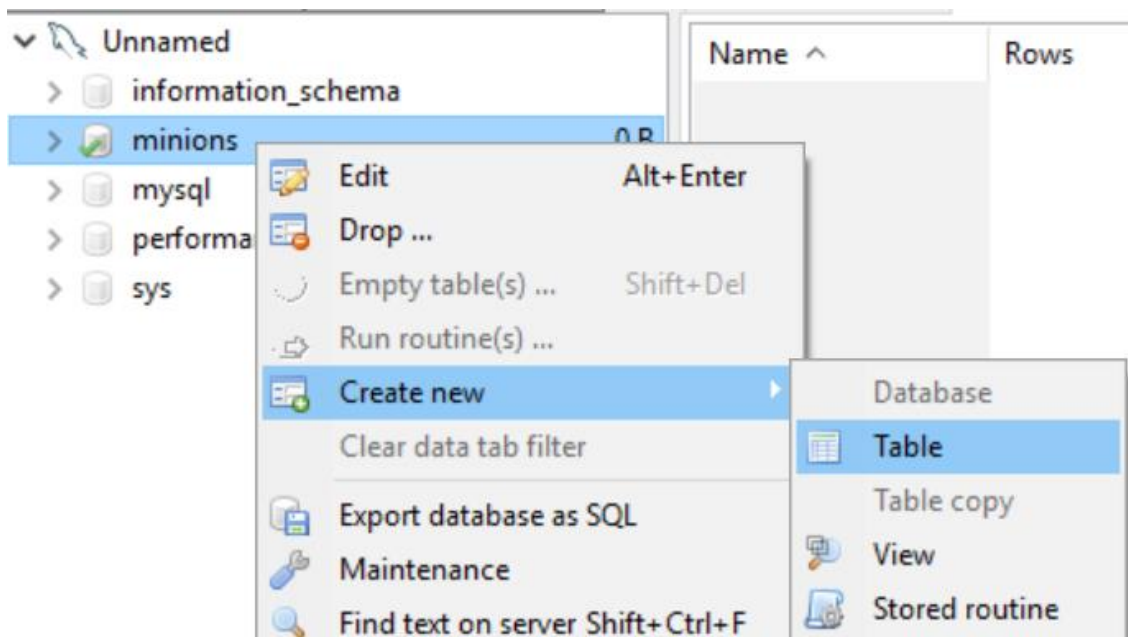 Unnamed
information_schema
minions 0 B
mysql
performa
sys
Name Rows
Edit Alt+Enter
Drop ...
Empty table(s) ... Shift+Del
Run routine(s) ...
Create new
Clear data tab filter
Export database as SQL
Maintenance
Find text on server Shift+Ctrl+F
Database
Table
Table copy
View
Stored routine